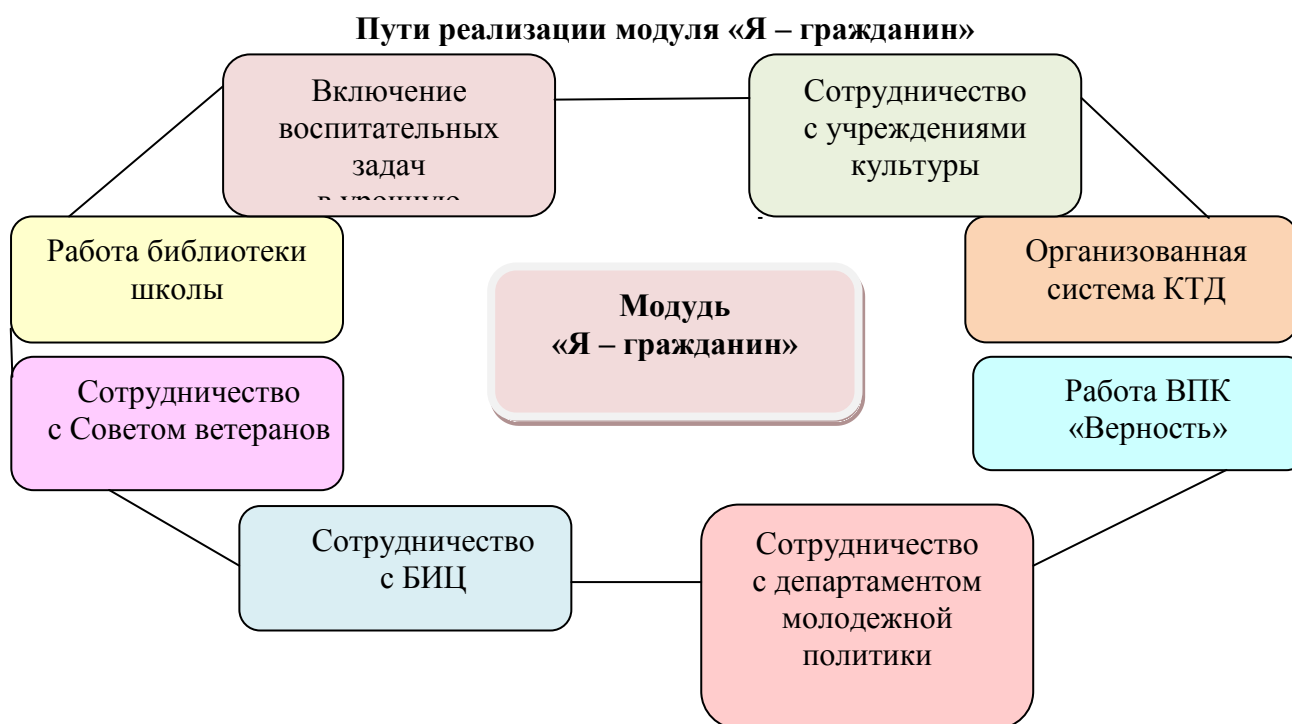 Пути реализации модуля «Я – гражданин»
Включение
воспитательных
задач
Сотрудничество
с учреждениями
культуры
Работа библиотеки
школы
Организованная
система КТД
Модудь
«Я – гражданин»
Сотрудничество
с Советом ветеранов
Работа ВПК
«Верность»
Сотрудничество
с БИЦ
Сотрудничество
с департаментом
молодежной
политики